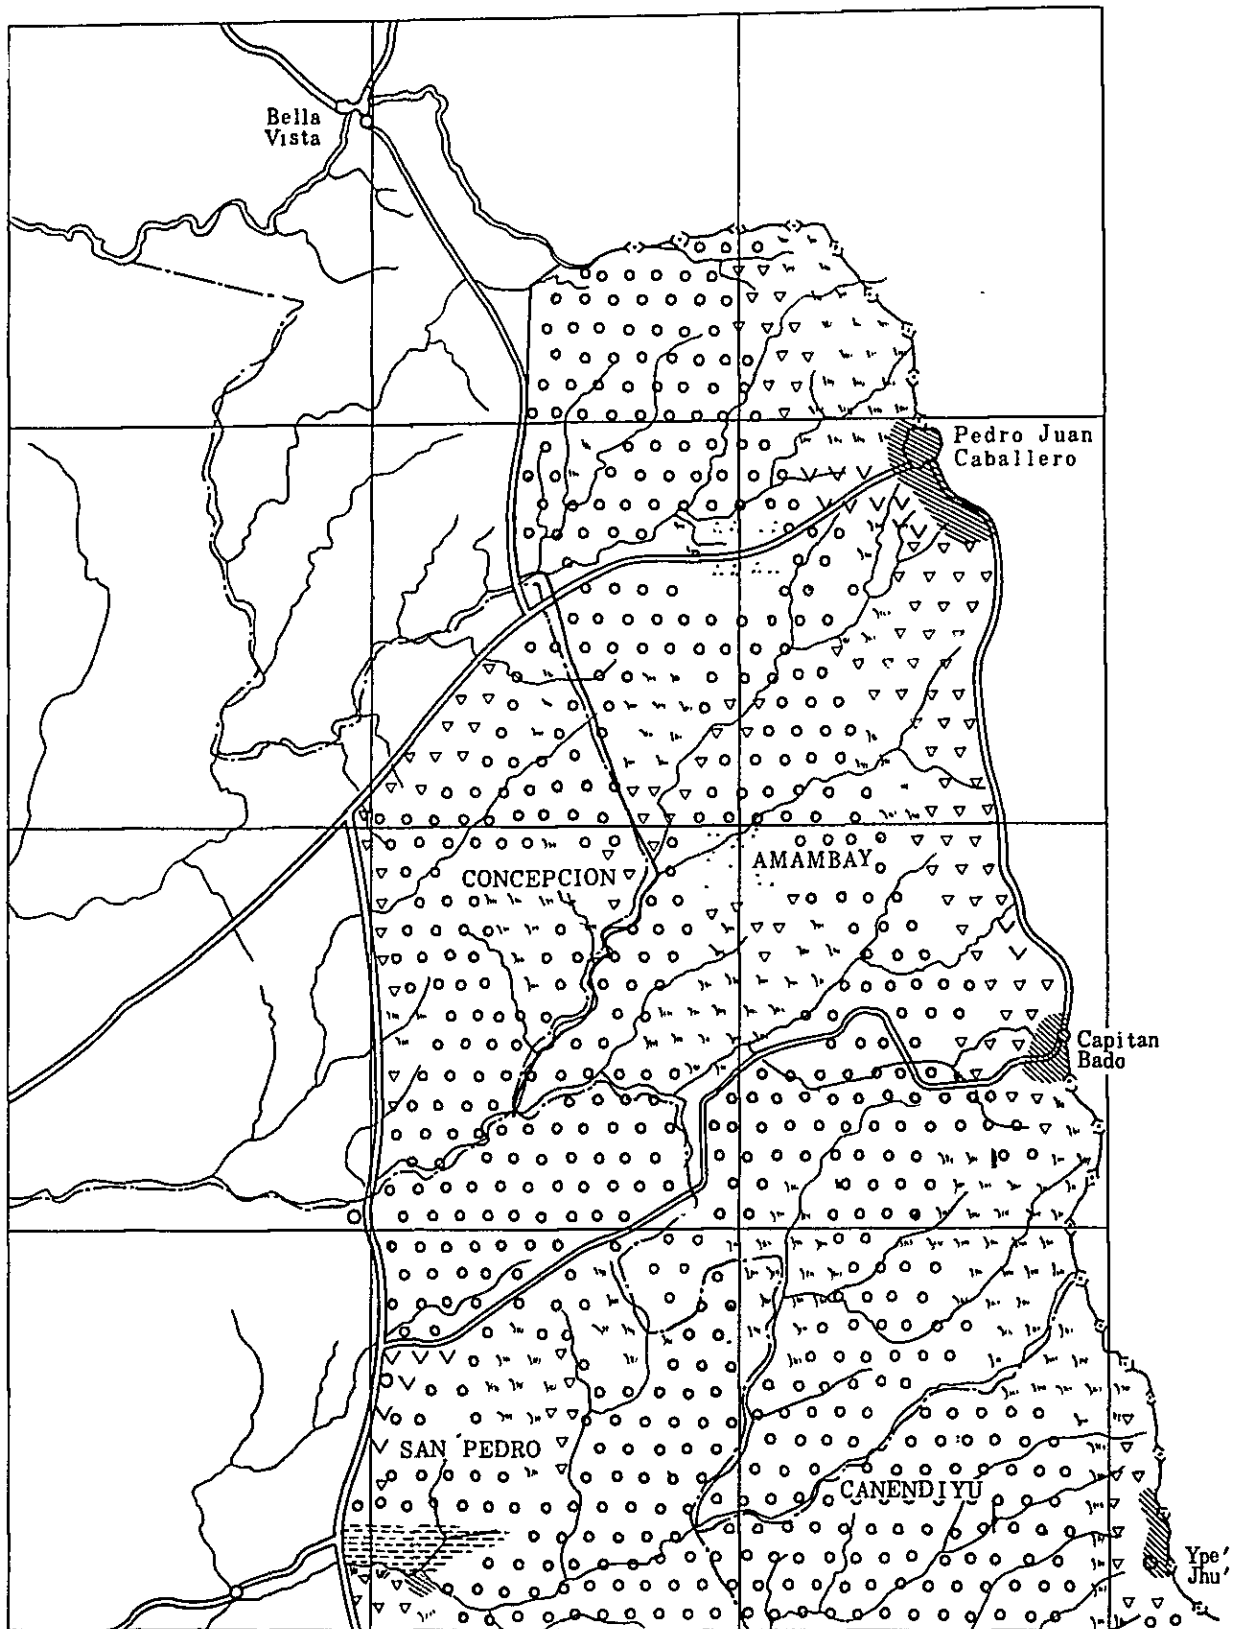 Bella
Vista
Pedro Juan
Caballero
AMAMBAY
CONCEPCION
Capitan
Bado
SAN PEDRO
CANENDIYU
Ype'
Jhu'